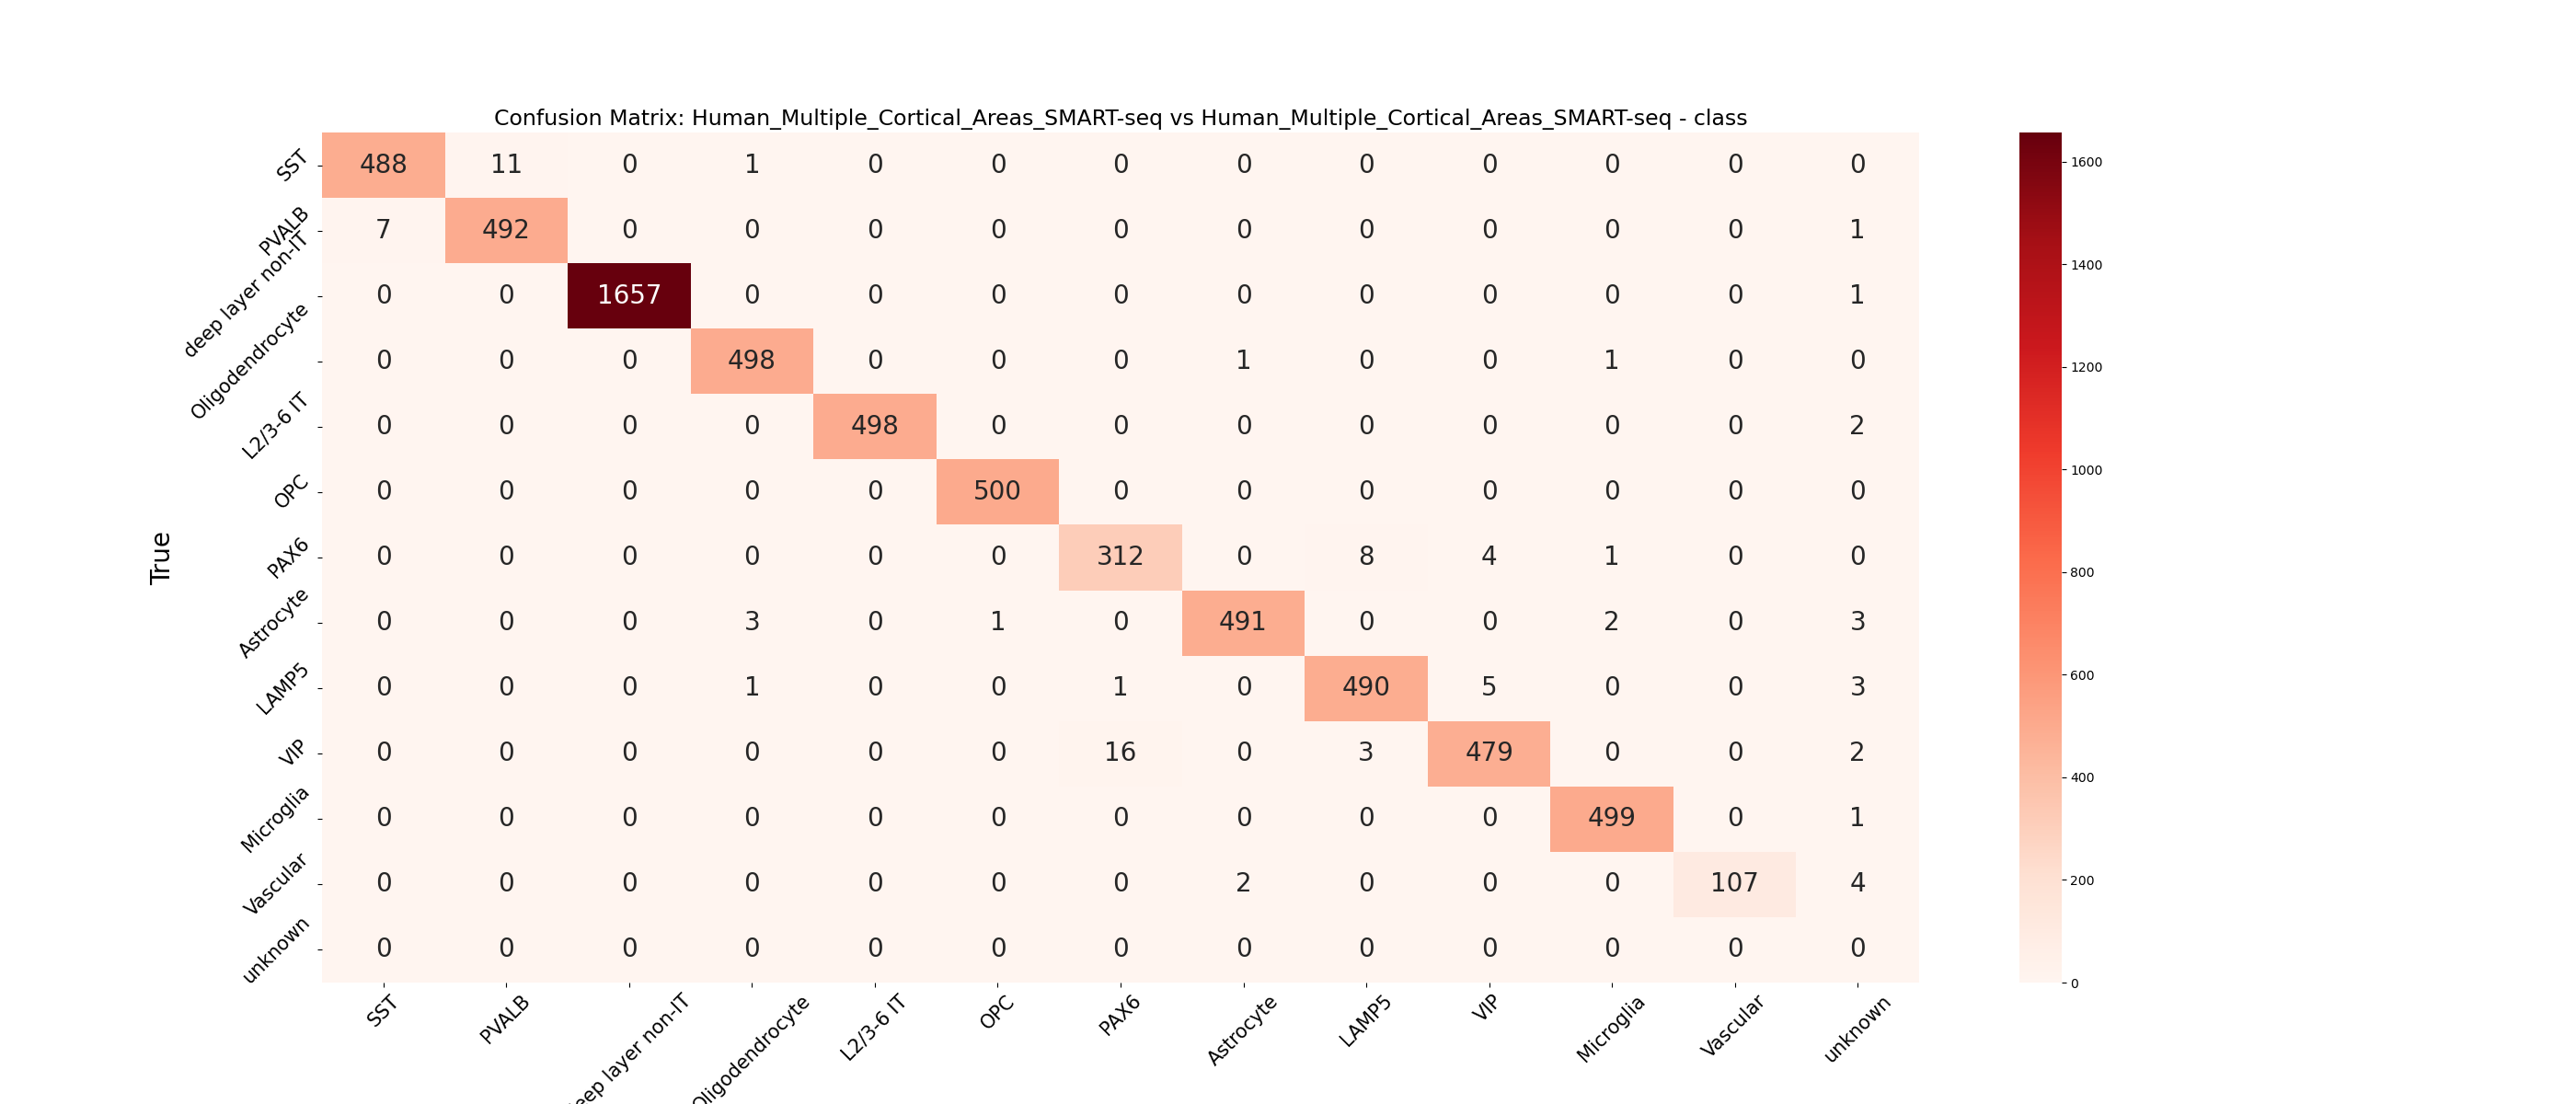 Confusion Matrix: Human_Multiple_Cortical_Areas_SMART-seq vs Human_Multiple_Cortical_Areas_SMART-seq - class
True
SST 488 11 0 1 0 0 0 0 0 0 0 0 0
PVALB 7 492 0 0 0 0 0 0 0 0 0 0 1
deep layer non-IT 0 0 1657 0 0 0 0 0 0 0 0 0 1
Oligodendrocyte 0 0 0 498 0 0 0 1 0 0 1 0 0
L2/3-6 IT 0 0 0 0 498 0 0 0 0 0 0 0 2
OPC 0 0 0 0 0 500 0 0 0 0 0 0 0
PAX6 0 0 0 0 0 0 312 0 8 4 1 0 0
Astrocyte 0 0 0 3 0 1 0 491 0 0 2 0 3
LAMP5 0 0 0 1 0 0 1 0 490 5 0 0 3
VIP 0 0 0 0 0 0 16 0 3 479 0 0 2
Microglia 0 0 0 0 0 0 0 0 0 0 499 0 1
Vascular 0 0 0 0 0 0 0 2 0 0 0 107 4
unknown 0 0 0 0 0 0 0 0 0 0 0 0 0
SST PVALB eep layer non-IT Oligodendrocyte L2/3-6 IT OPC PAX6 Astrocyte LAMP5 VIP Microglia Vascular unknown
1600
1400
1200
1000
800
600
400
200
0